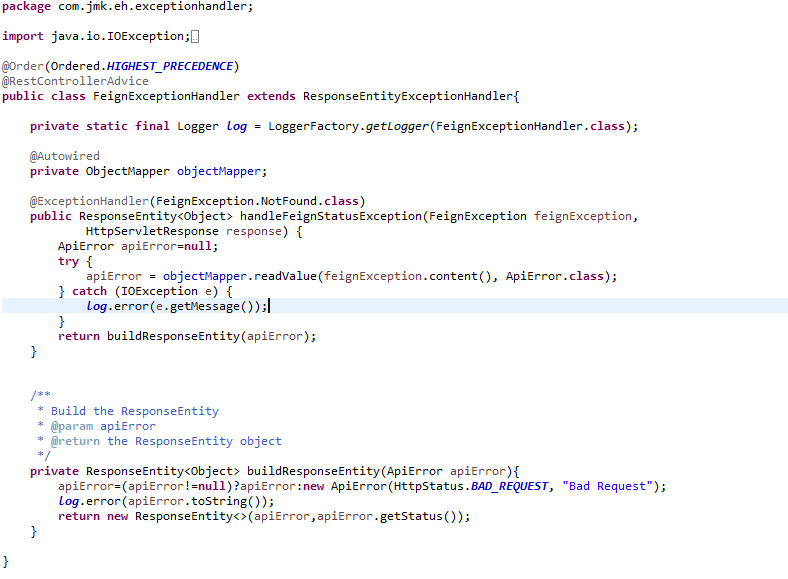 package com.jmk.eh.exceptionhandler;
import java.io.IOException;
@Order(Ordered.HIGHEST_PRECEDENCE)
@RestControllerAdvice
public class FeignExceptionHandler extends ResponseEntityExceptionHandler{
private static final Logger log = LoggerFactory.getLogger(FeignExceptionHandler.class);
@Autowired
private ObjectMapper objectMapper;
@ExceptionHandler(FeignException.NotFound.class)
public ResponseEntity<Object> handleFeignStatusException(FeignException feignException,
HttpServletResponse response) {
ApiError apiError=null;
try {
apiError = objectMapper.readValue(feignException.content(), ApiError.class);
} catch (IOException e) {
log.error(e.getMessage());
}
return buildResponseEntity(apiError);
}
/**
* Build the ResponseEntity
* @param apiError
* @return the ResponseEntity object
*/
private ResponseEntity<Object> buildResponseEntity(ApiError apiError){
apiError=(apiError!=null)?apiError:new ApiError(HttpStatus.BAD_REQUEST, "Bad Request");
log.error(apiError.toString());
return new ResponseEntity<>(apiError,apiError.getStatus());
}
}